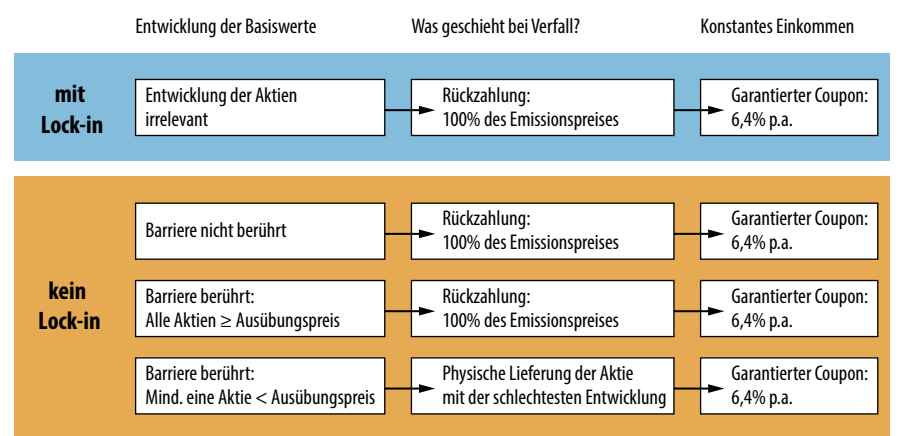 Entwicklung der Basiswerte
Was geschieht bei Verfall?
Konstantes Einkommen
mit
Lock-in
Entwicklung der Aktien
irrelevant
Rückzahlung:
100% des Emissionspreises
Garantierter Coupon:
6,4% p.a.
kein
Lock-in
Barriere nicht berührt
Rückzahlung:
100% des Emissionspreises
Garantierter Coupon:
6,4% p.a.
Barriere berührt:
Alle Aktien ≥ Ausübungspreis
Rückzahlung:
100% des Emissionspreises
Garantierter Coupon:
6,4% p.a.
Barriere berührt:
Mind. eine Aktie < Ausübungspreis
Physische Lieferung der Aktie
mit der schlechtesten Entwicklung
Garantierter Coupon:
6,4% p.a.